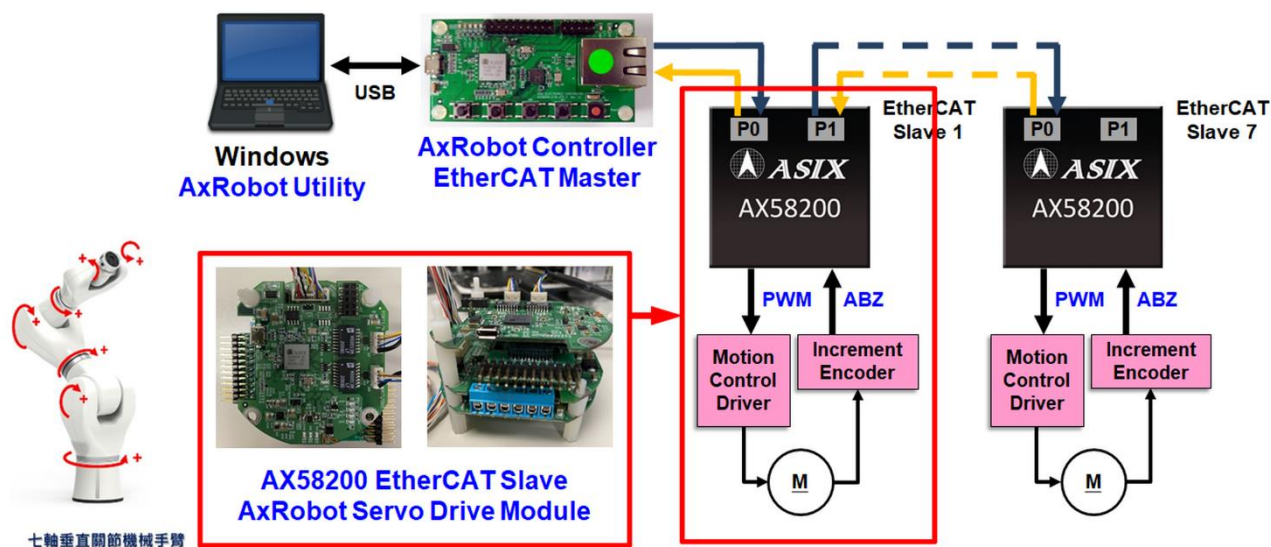 USB
Windows
AxRobot Utility
AxRobot Controller
EtherCAT Master
P0
P1
EtherCAT
Slave 1
ASIX
AX58200
PWM
ABZ
Motion
Control
Driver
Increment
Encoder
M
P0
P1
EtherCAT
Slave 7
ASIX
AX58200
PWM
ABZ
Motion
Control
Driver
Increment
Encoder
M
+
+
+
+
+
+
+
AX58200 EtherCAT Slave
AxRobot Servo Drive Module
七軸垂直關節機械手臂